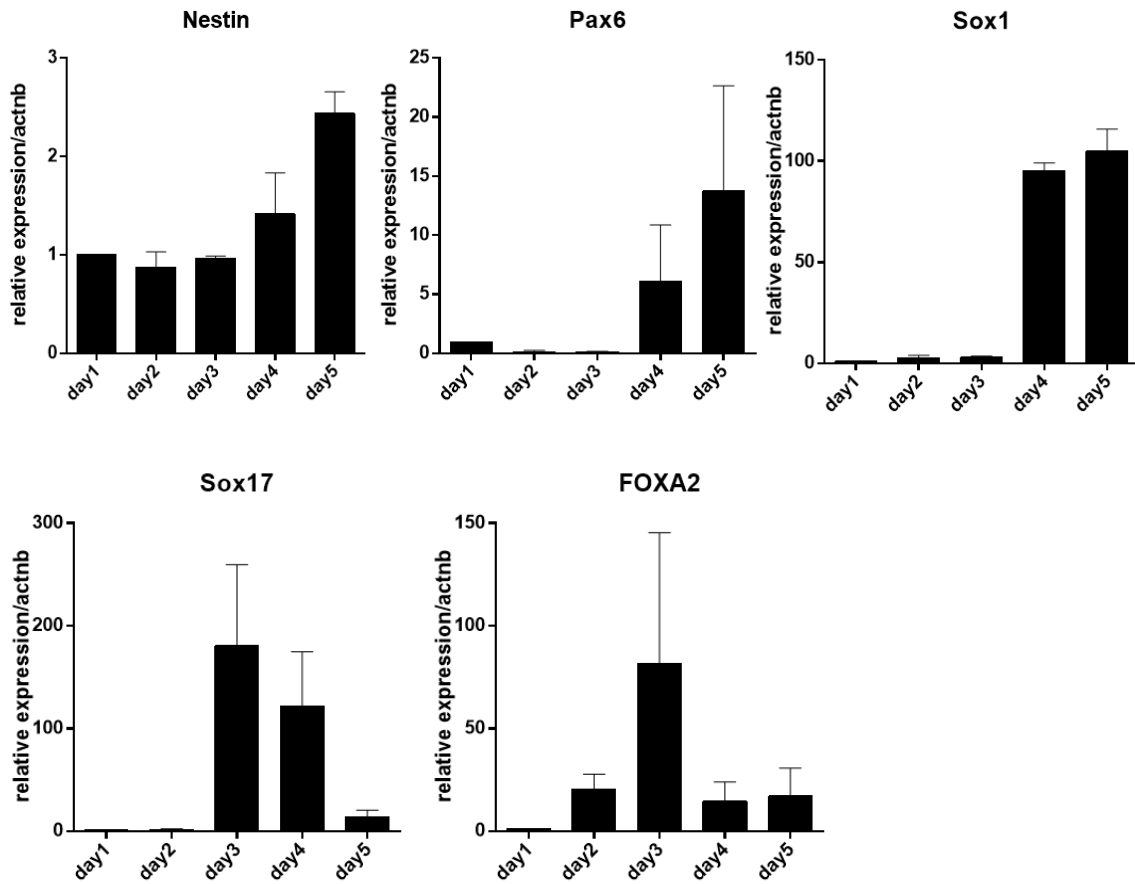 Nestin
relative expression/actnb
3
2
1
0
day1
day2
day3
day4
day5
Pax6
relative expression/actnb
25
20
15
10
5
0
day1
day2
day3
day4
day5
Sox1
relative expression/actnb
150
100
50
0
day1
day2
day3
day4
day5
Sox17
relative expression/actnb
300
200
100
0
day1
day2
day3
day4
day5
FOXA2
relative expression/actnb
150
100
50
0
day1
day2
day3
day4
day5